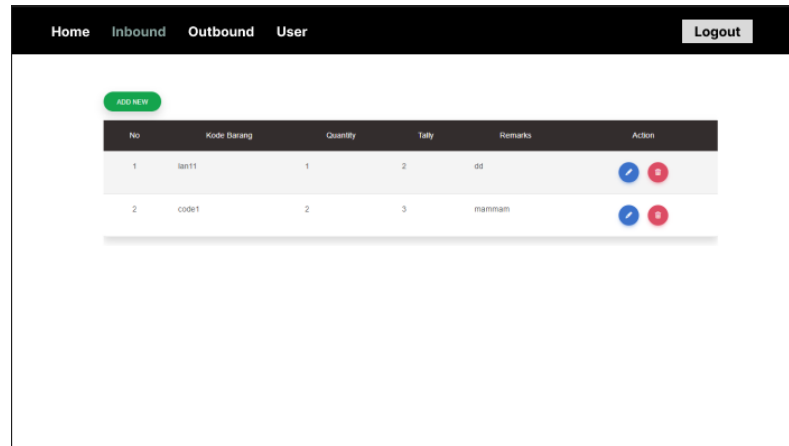 Home Inbound Outbound User Logout
ADD NEW
No Kode Barang Quantity Tally Remarks Action
1 lan11 1 2 dd
2 code1 2 3 mammam